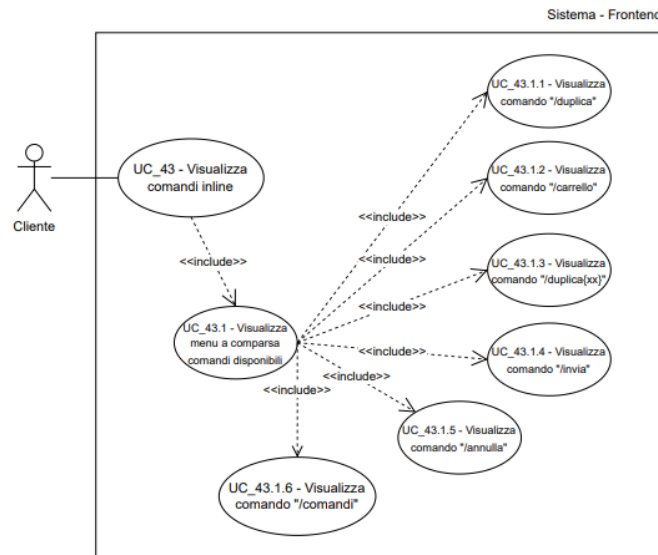 Sistema - Frontend
UC_43.1.1 - Visualizza
comando "/duplica"
UC_43 - Visualizza
comandi inline
Cliente
UC_43.1.2 - Visualizza
comando "/carrello"
<<include>>
<<include>>
<<include>>
UC_43.1.3 - Visualizza
comando "/duplica{xx}"
<<include>>
UC_43.1 - Visualizza
menu a comparsa
comandi disponibili
<<include>>
UC_43.1.4 - Visualizza
comando "/invia"
<<include>>
<<include>>
UC_43.1.5 - Visualizza
comando "/annulla"
UC_43.1.6 - Visualizza
comando "/comandi"